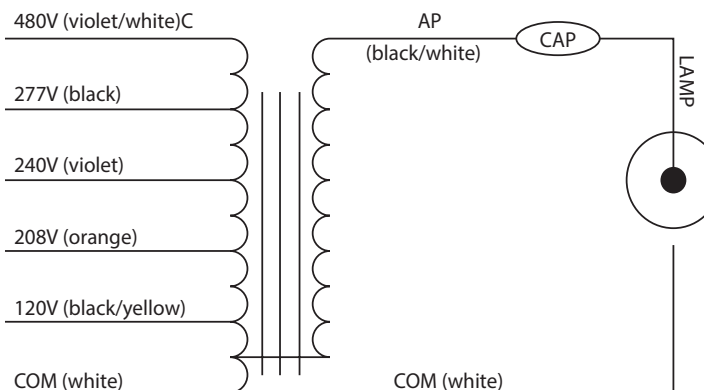 480V (violet/white)C
277V (black)
240V (violet)
208V (orange)
120V (black/yellow)
COM (white)
AP
(black/white)
CAP
LAMP
COM (white)